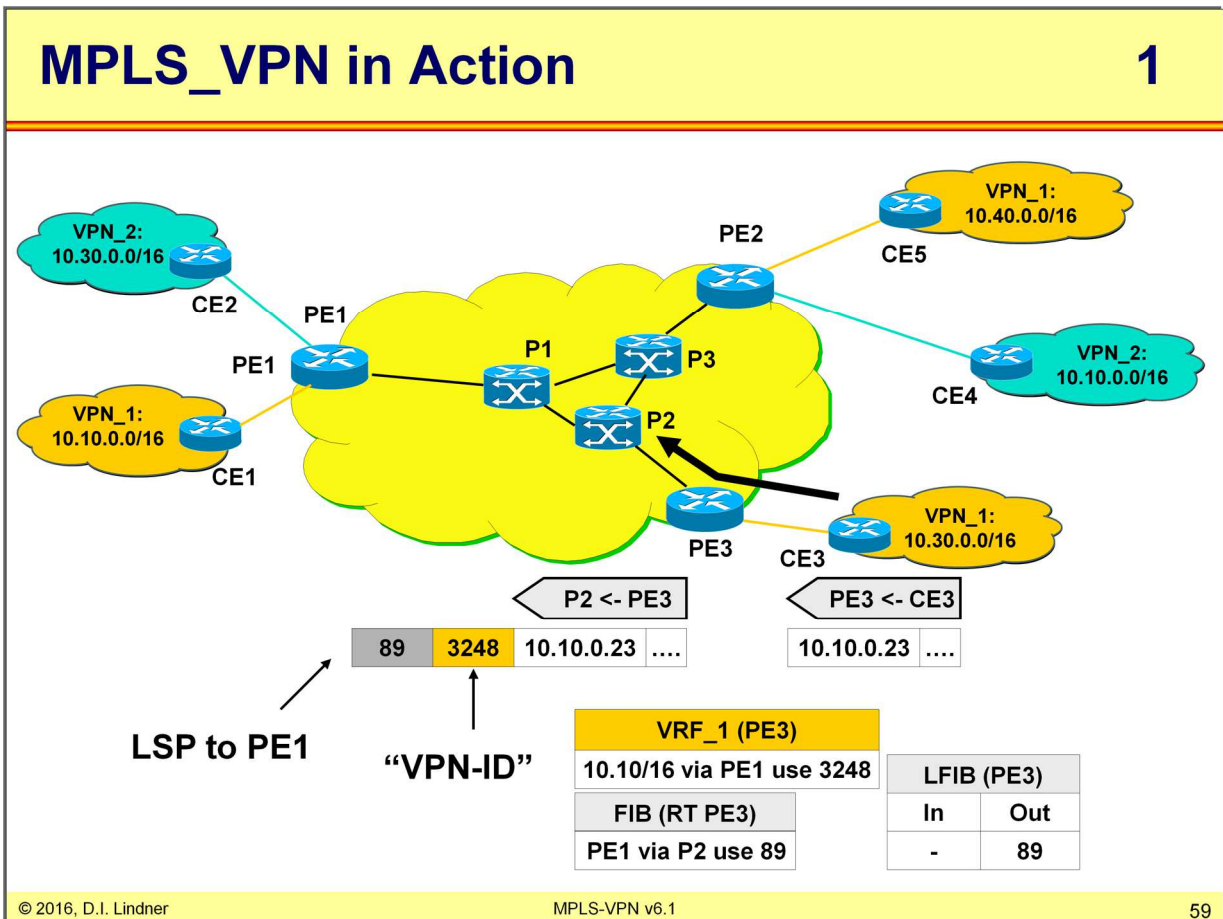 MPLS_VPN in Action 1
VPN_2:
10.30.0.0/16
CE2
PE1
PE1
VPN_1:
10.10.0.0/16
CE1
P1
P3
P2
PE2
VPN_1:
10.40.0.0/16
CE5
VPN_2:
10.10.0.0/16
CE4
PE3
VPN_1:
10.30.0.0/16
CE3
P2 <- PE3
PE3 <- CE3
89 3248 10.10.0.23 ....
10.10.0.23 ....
LSP to PE1
“VPN-ID”
VRF_1 (PE3)
10.10/16 via PE1 use 3248
FIB (RT PE3)
PE1 via P2 use 89
LFIB (PE3)
In Out
- 89
© 2016, D.I. Lindner MPLS-VPN v6.1 59